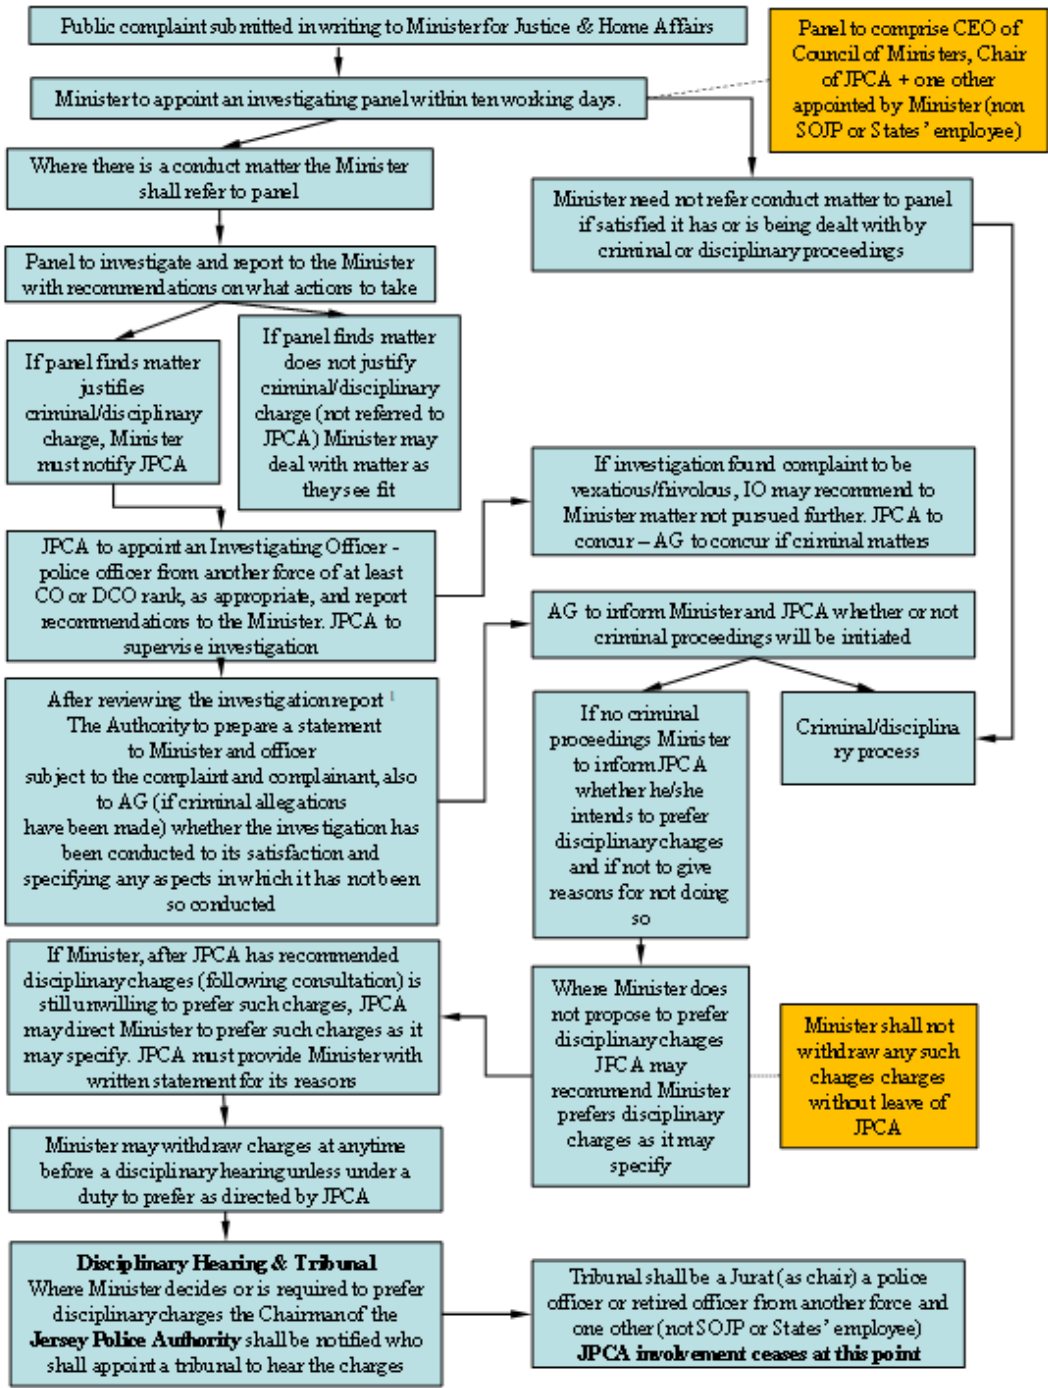 Public complaint submitted in writing to Minister for Justice & Home Affairs
Panel to comprise CEO of
Council of Ministers, Chair
of JPCA + one other
appointed by Minister (non
SOJP or States' employee)
Minister to appoint an investigating panel within ten working days.
Where there is a conduct matter the Minister
shall refer to panel
Minister need not refer conduct matter to panel
if satisfied it has or is being dealt with by
criminal or disciplinary proceedings
Panel to investigate and report to the Minister
with recommendations on what actions to take
If panel finds matter
justifies
criminal/disciplinary
charge, Minister
must notify JPCA
If panel finds matter
does not justify
criminal/disciplinary
charge (not referred to
JPCA) Minister may
deal with matter as
they see fit
If investigation found complaint to be
vexatious/frivolous, IO may recommend to
Minister matter not pursued further. JPCA to
concur – AG to concur if criminal matters
JPCA to appoint an Investigating Officer -
police officer from another force of at least
CO or DCO rank, as appropriate, and report
recommendations to the Minister. JPCA to
supervise investigation
AG to inform Minister and JPCA whether or not
criminal proceedings will be initiated
After reviewing the investigation report
The Authority to prepare a statement
to Minister and officer
subject to the complaint and complainant, also
to AG (if criminal allegations
have been made) whether the investigation has
been conducted to its satisfaction and
specifying any aspects in which it has not been
so conducted
If no criminal
proceedings Minister
to inform JPCA
whether he/she
intends to prefer
disciplinary charges
and if not to give
reasons for not doing
so
Criminal/disciplina
ry process
If Minister, after JPCA has recommended
disciplinary charges (following consultation) is
still unwilling to prefer such charges, JPCA
may direct Minister to prefer such charges as it
may specify. JPCA must provide Minister with
written statement for its reasons
Where Minister does
not propose to prefer
disciplinary charges
JPCA may
recommend Minister
prefers disciplinary
charges as it may
specify
Minister shall not
withdraw any such
charges charges
without leave of
JPCA
Minister may withdraw charges at anytime
before a disciplinary hearing unless under a
duty to prefer as directed by JPCA
Disciplinary Hearing & Tribunal
Where Minister decides or is required to prefer
disciplinary charges the Chairman of the
Jersey Police Authority shall be notified who
shall appoint a tribunal to hear the charges
Tribunal shall be a Jurat (as chair) a police
officer or retired officer from another force and
one other (not SOJP or States' employee)
JPCA involvement ceases at this point